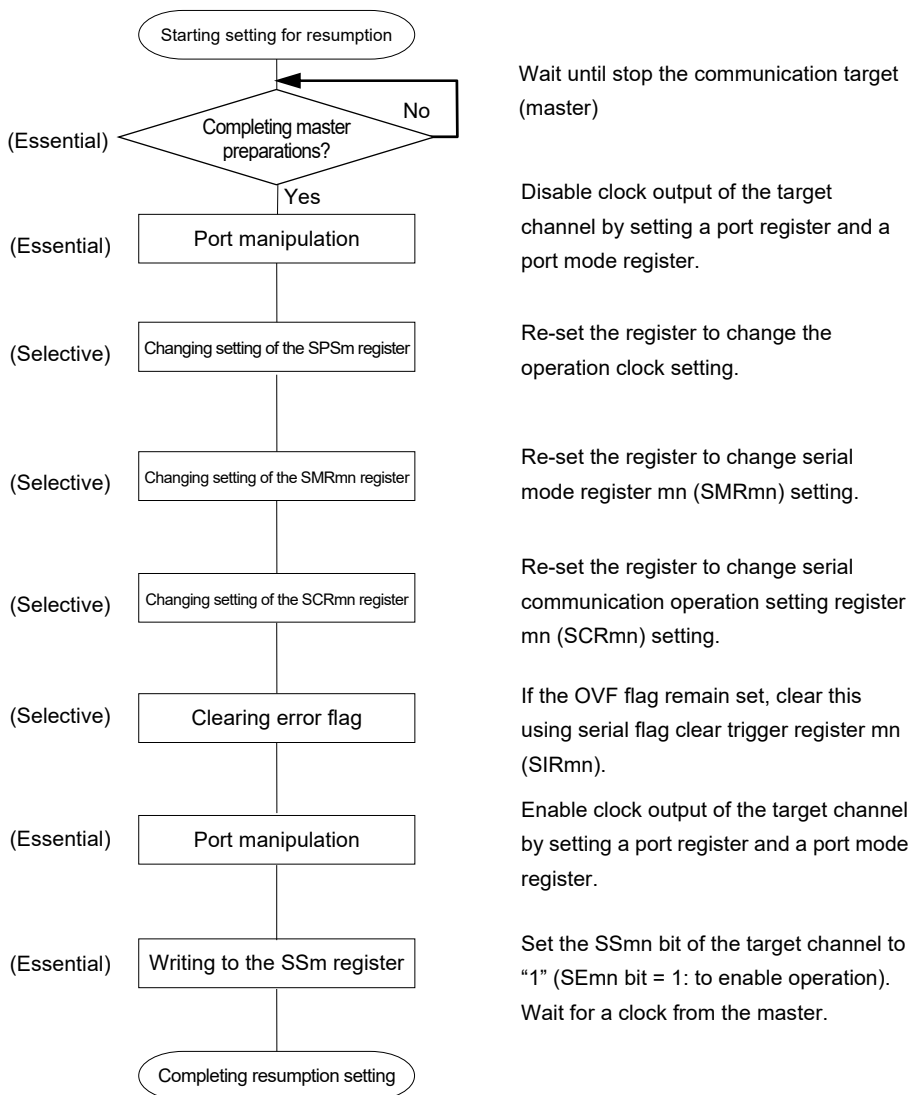 Starting setting for resumption
Wait until stop the communication target
(master)
No
(Essential)
Completing master
preparations?
Yes
Disable clock output of the target
channel by setting a port register and a
port mode register.
(Essential)
Port manipulation
Re-set the register to change the
operation clock setting.
(Selective)
Changing setting of the SPSm register
Re-set the register to change serial
mode register mn (SMRmn) setting.
(Selective)
Changing setting of the SMRmn register
Re-set the register to change serial
communication operation setting register
mn (SCRmn) setting.
(Selective)
Changing setting of the SCRmn register
If the OVF flag remain set, clear this
using serial flag clear trigger register mn
(SIRmn).
(Selective)
Clearing error flag
Enable clock output of the target channel
by setting a port register and a port mode
register.
(Essential)
Port manipulation
Set the SSmn bit of the target channel to
“1” (SEmn bit = 1: to enable operation).
Wait for a clock from the master.
(Essential)
Writing to the SSm register
Completing resumption setting